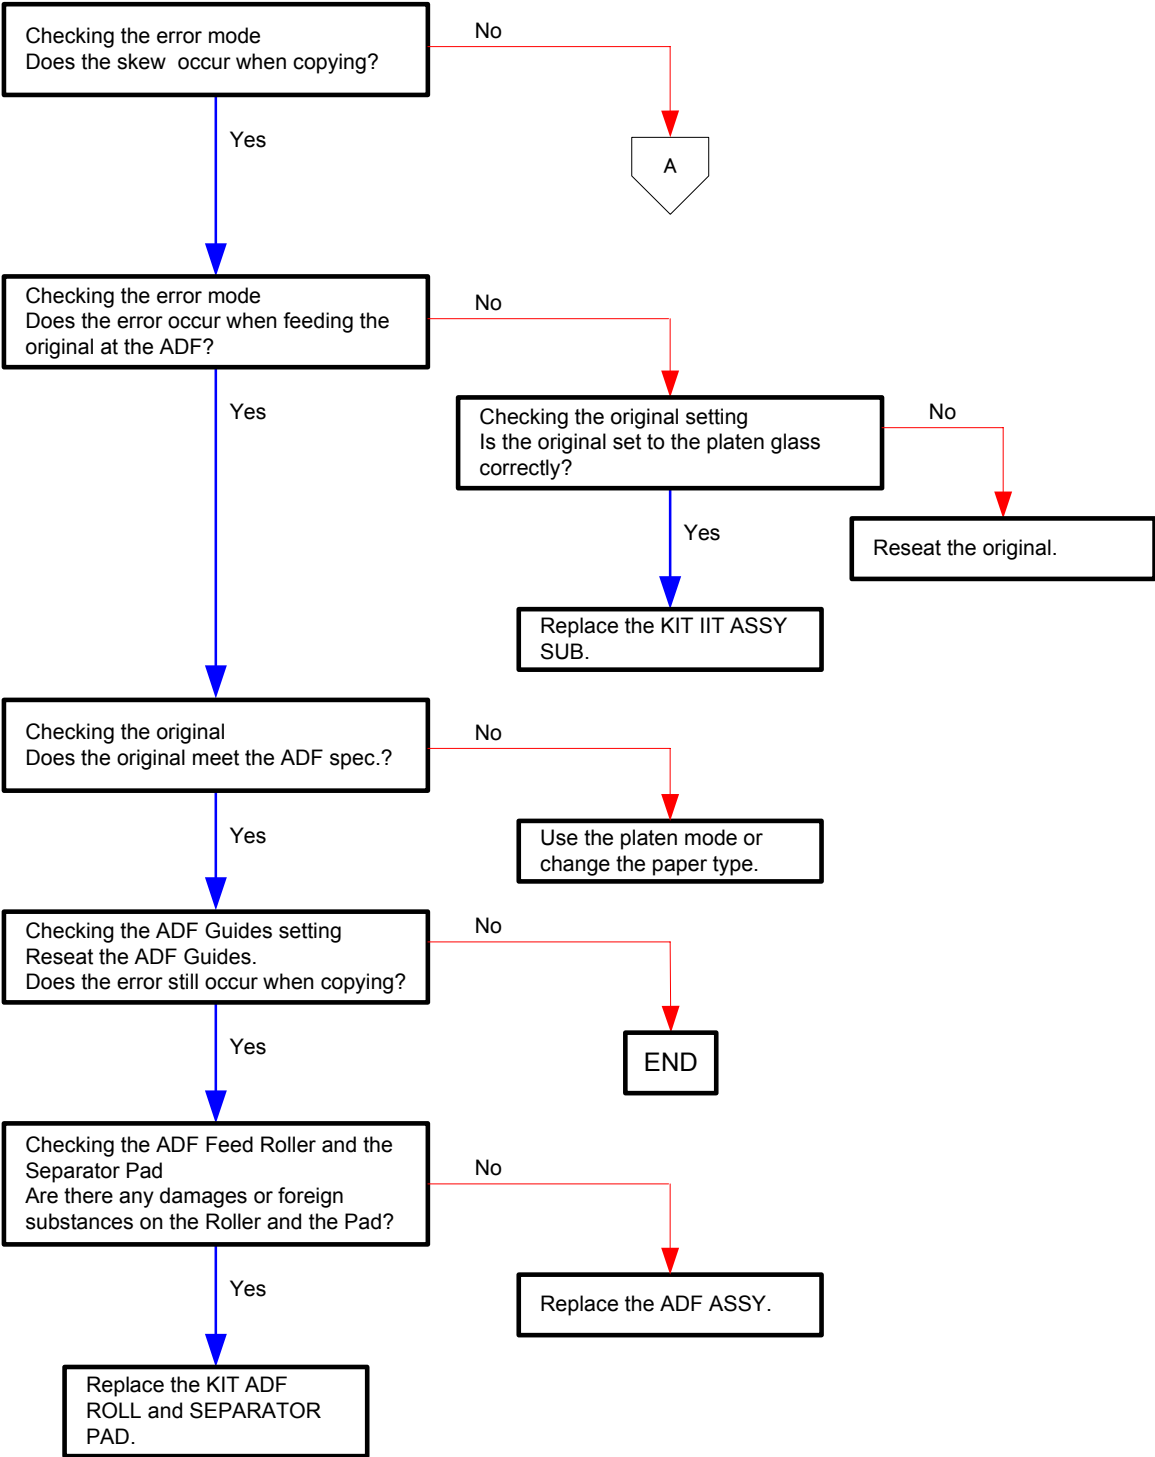 Checking the error mode
Does the skew  occur when copying?
No
Yes
A
Checking the error mode
Does the error occur when feeding the
original at the ADF?
No
Yes
Checking the original setting
Is the original set to the platen glass
correctly?
No
Yes
Reseat the original.
Replace the KIT IIT ASSY
SUB.
Checking the original
Does the original meet the ADF spec.?
No
Yes
Use the platen mode or
change the paper type.
Checking the ADF Guides setting
Reseat the ADF Guides.
Does the error still occur when copying?
No
Yes
END
Checking the ADF Feed Roller and the
Separator Pad
Are there any damages or foreign
substances on the Roller and the Pad?
No
Yes
Replace the ADF ASSY.
Replace the KIT ADF
ROLL and SEPARATOR
PAD.